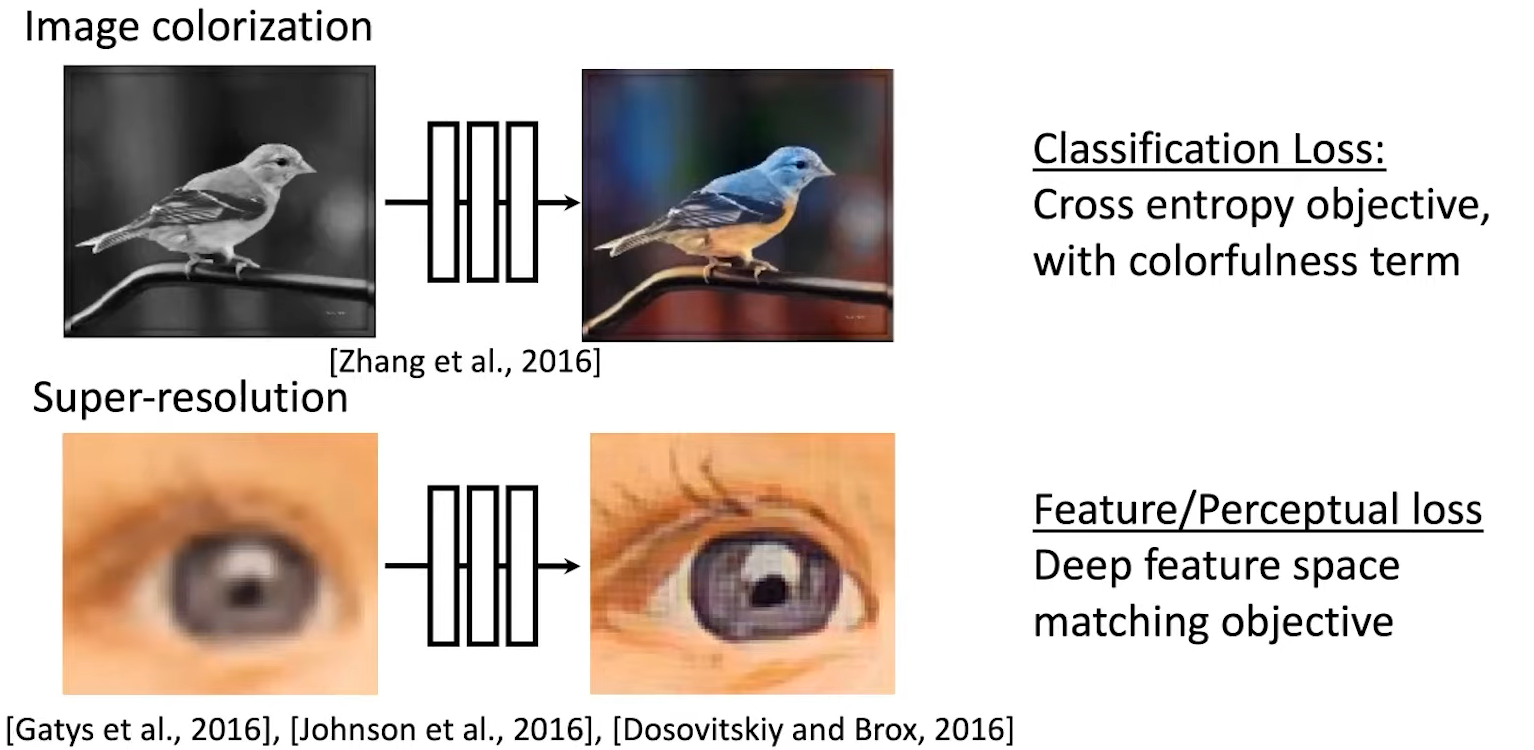 Image colorization
Classification Loss:
Cross entropy objective,
with colorfulness term
[Zhang et al., 2016]
Super-resolution
Feature/Perceptual loss
Deep feature space
matching objective
[Gatys et al., 2016], [Johnson et al., 2016], [Dosovitskiy and Brox, 2016]